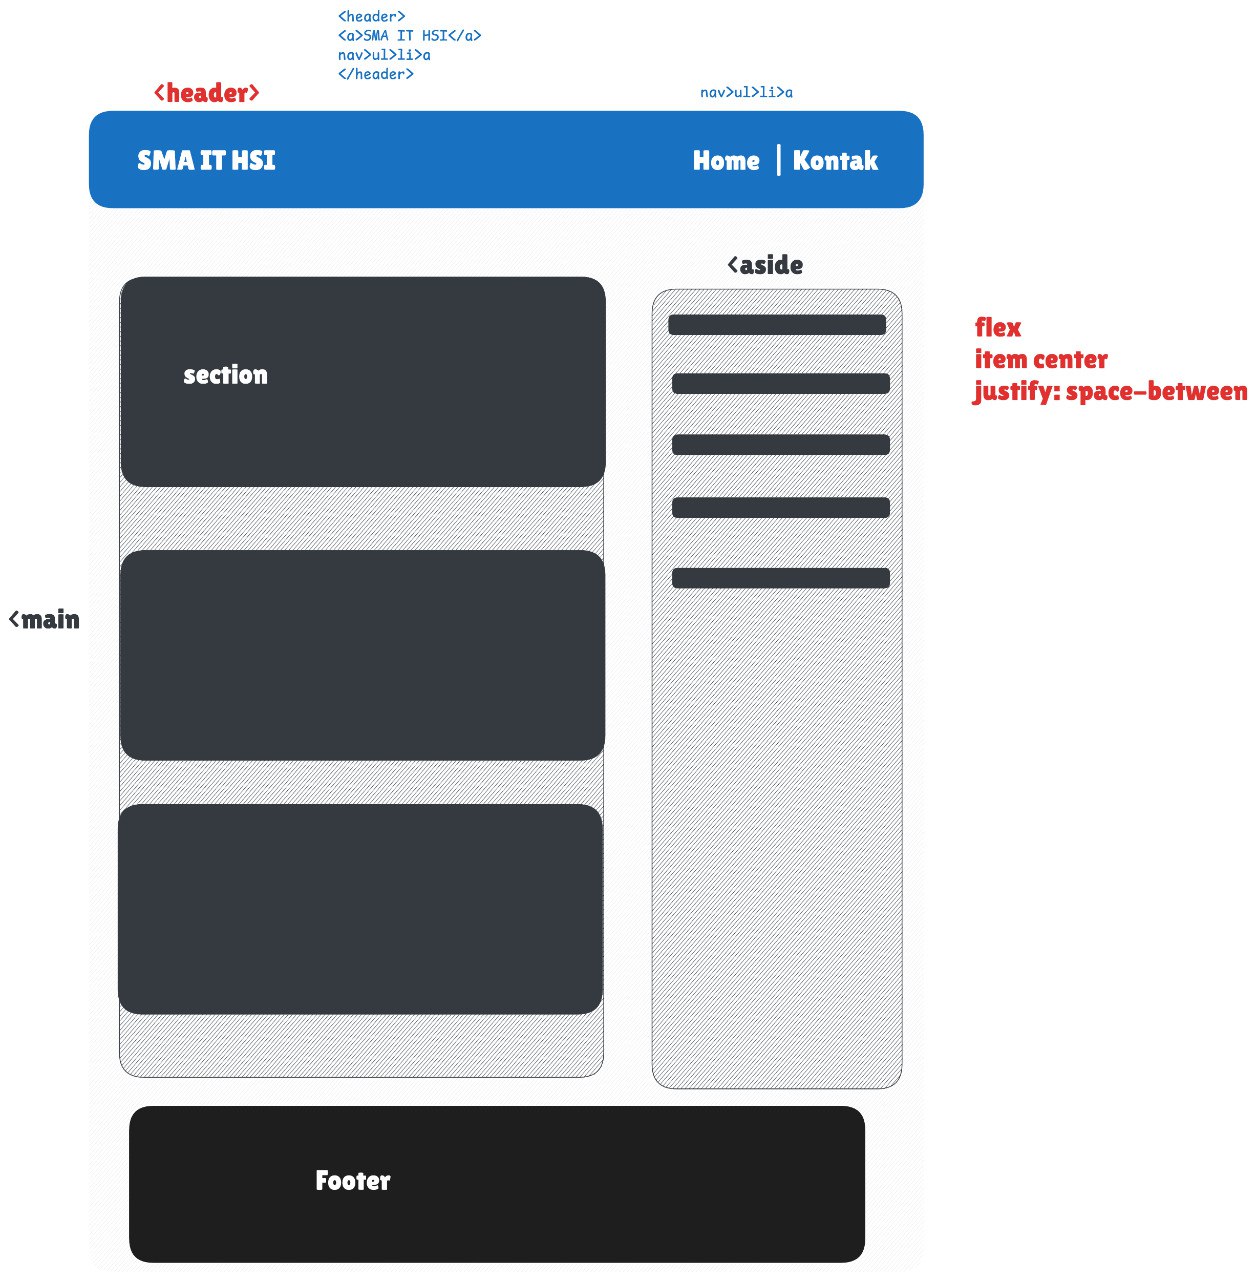 <header>
<a>SMA IT HSI</a>
nav>ul>li>a
</header>
<header>
nav>ul>li>a
SMA IT HSI
Home | Kontak
<aside
flex
item center
justify: space-between
section
<main
Footer